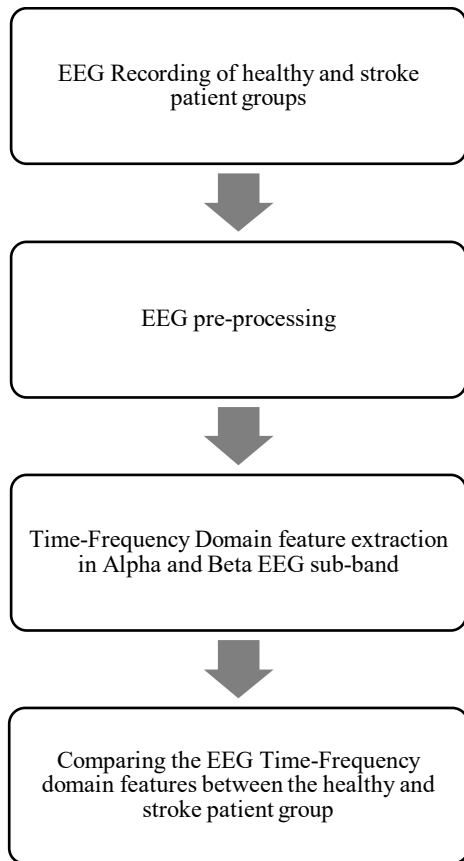 EEG Recording of healthy and stroke
patient groups
EEG pre-processing
Time-Frequency Domain feature extraction
in Alpha and Beta EEG sub-band
Comparing the EEG Time-Frequency
domain features between the healthy and
stroke patient group